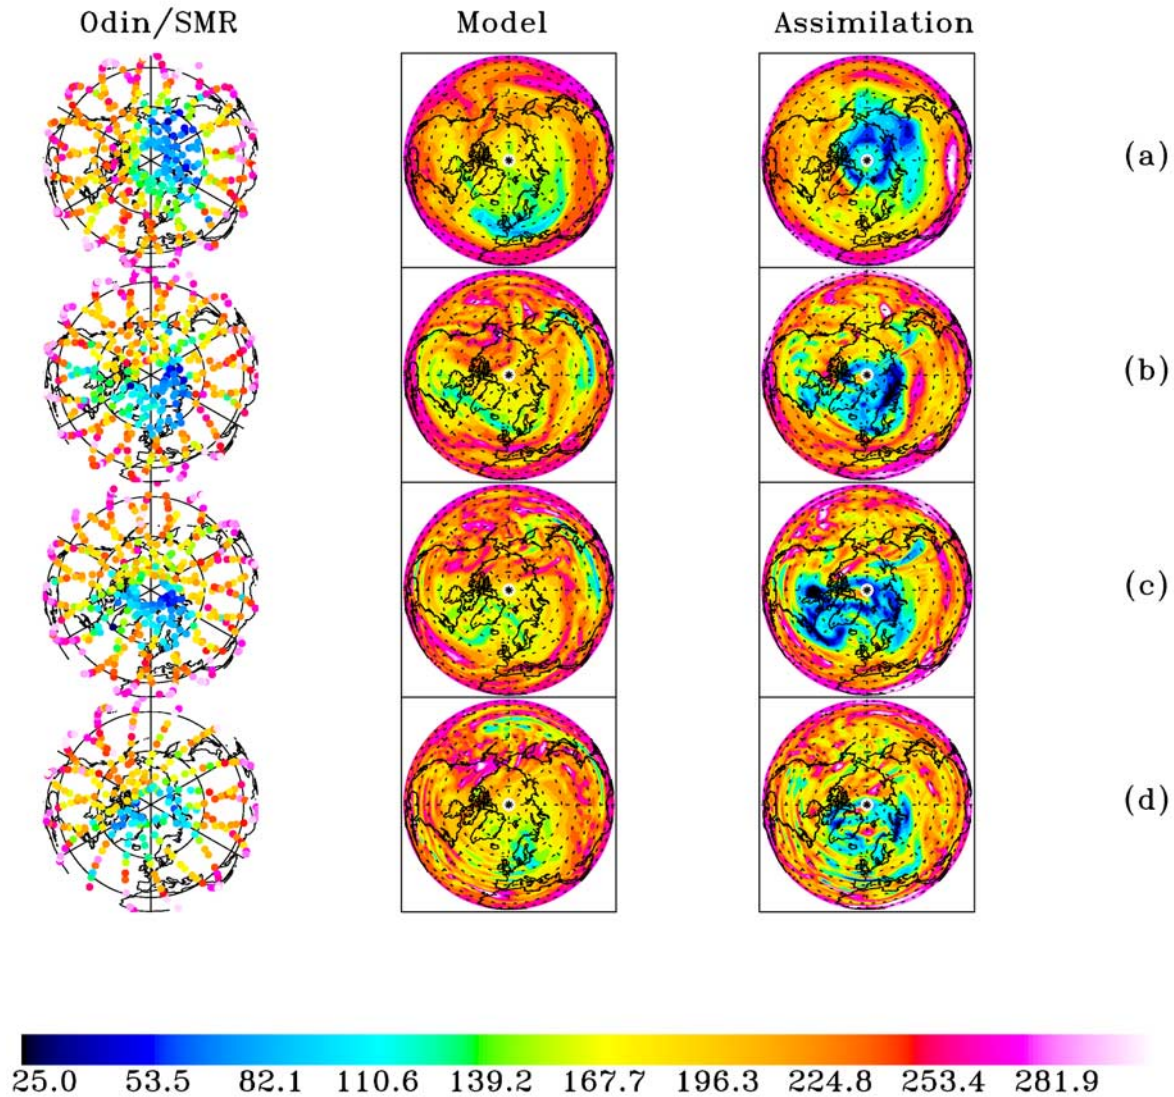 Odin/SMR Model Assimilation
(a)
(b)
(c)
(d)
25.0 53.5 82.1 110.6 139.2 167.7 196.3 224.8 253.4 281.9